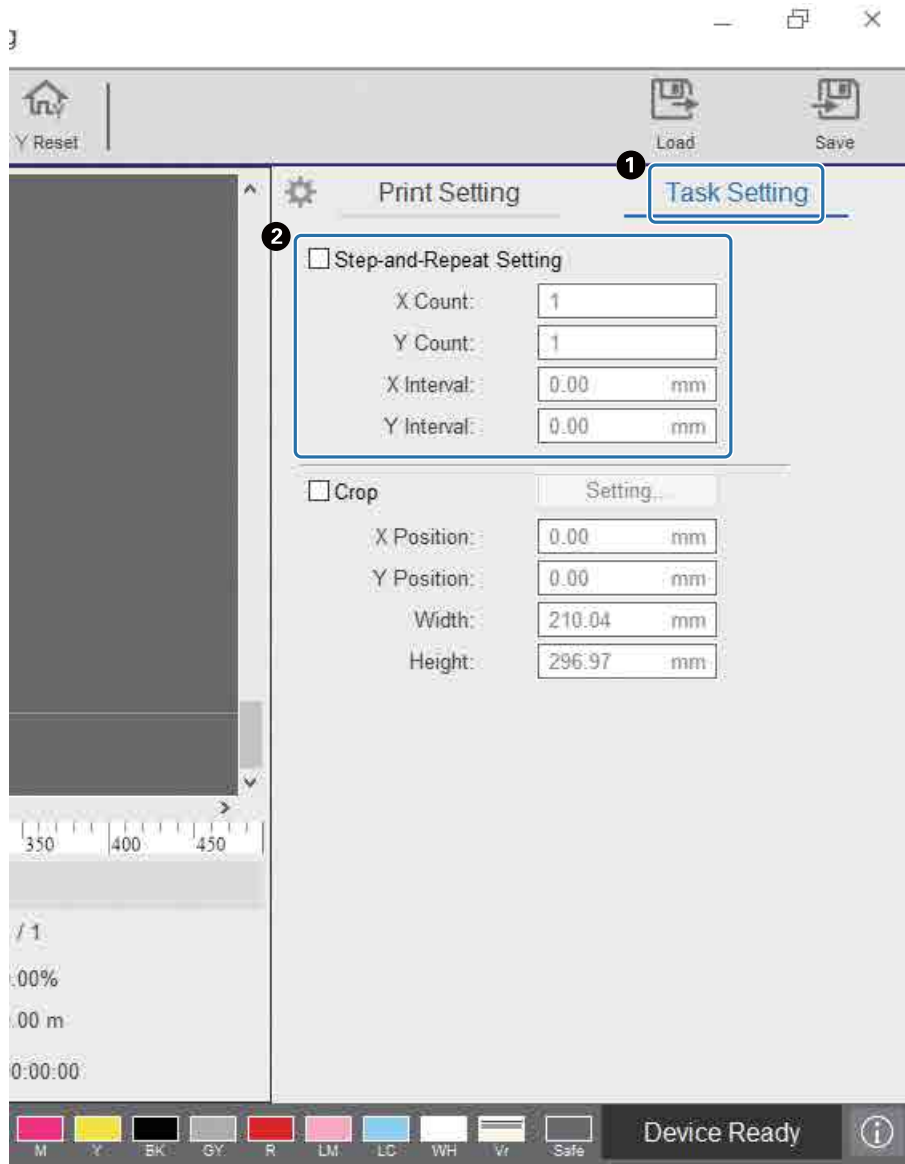 g
Y Reset
Load
Save
1
Print Setting
Task Setting
2
Step-and-Repeat Setting
X Count: 1
Y Count: 1
X Interval: 0.00 mm
Y Interval: 0.00 mm
Crop
Setting...
X Position: 0.00 mm
Y Position: 0.00 mm
Width: 210.04 mm
Height: 296.97 mm
350 400 450
/ 1
.00%
.00 m
0:00:00
M Y BK GY R LM LC WH Vr Safe
Device Ready